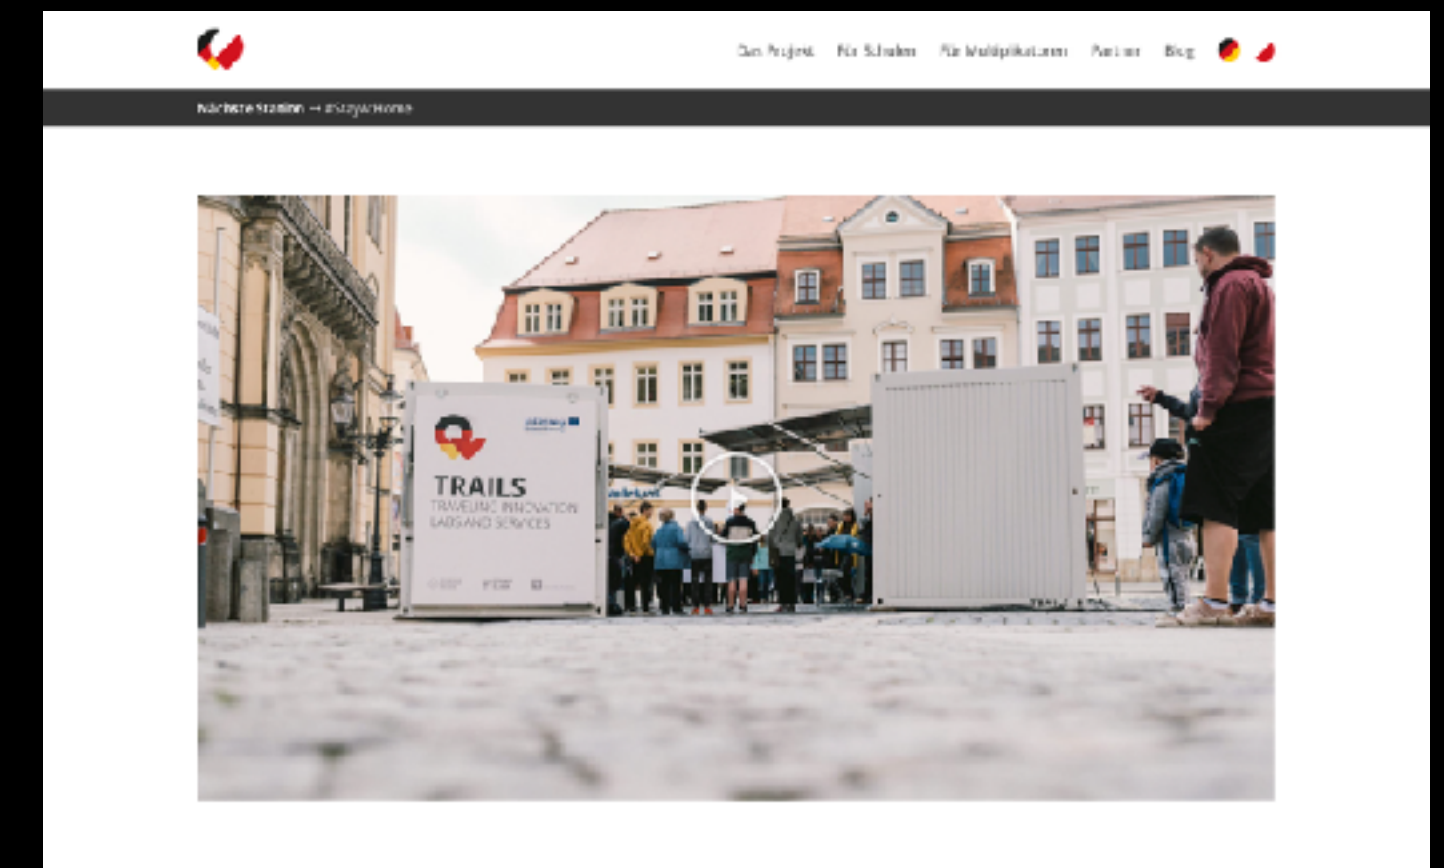 Das Projekt Für Schulen Für Multiplikatoren Partner Blog
Nächste Station → #StayAtHome
TRAILS
TRAVELING INNOVATION
LABS AND SERVICES